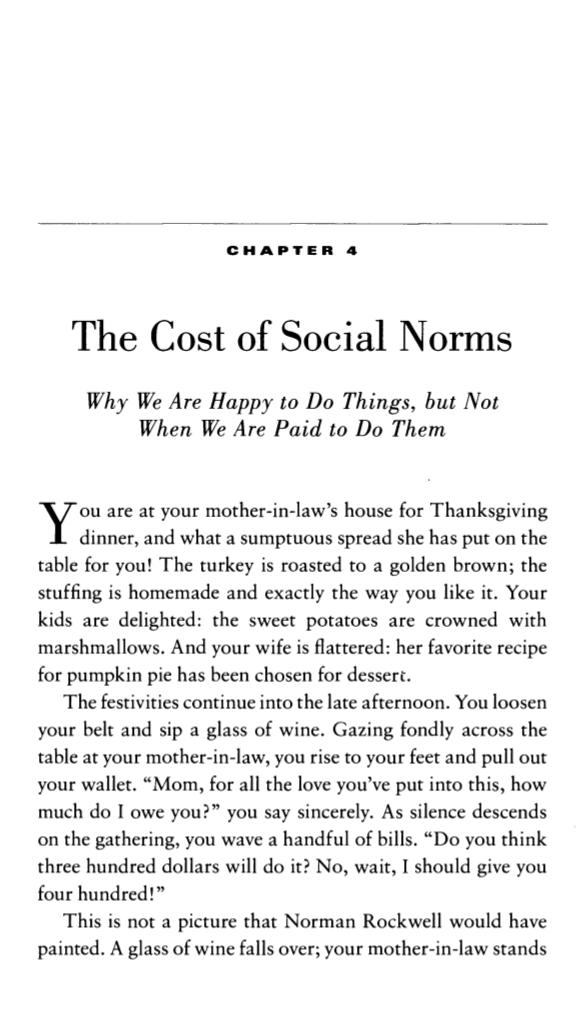 CHAPTER 4
The Cost of Social Norms
Why We Are Happy to Do Things, but Not
When We Are Paid to Do Them
You are at your mother-in-law's house for Thanksgiving
dinner, and what a sumptuous spread she has put on the
table for you! The turkey is roasted to a golden brown; the
stuffing is homemade and exactly the way you like it. Your
kids are delighted: the sweet potatoes are crowned with
marshmallows. And your wife is flattered: her favorite recipe
for pumpkin pie has been chosen for dessert.
The festivities continue into the late afternoon. You loosen
your belt and sip a glass of wine. Gazing fondly across the
table at your mother-in-law, you rise to your feet and pull out
your wallet. “Mom, for all the love you've put into this, how
much do I owe you?” you say sincerely. As silence descends
on the gathering, you wave a handful of bills. “Do you think
three hundred dollars will do it? No, wait, I should give you
four hundred!”
This is not a picture that Norman Rockwell would have
painted. A glass of wine falls over; your mother-in-law stands